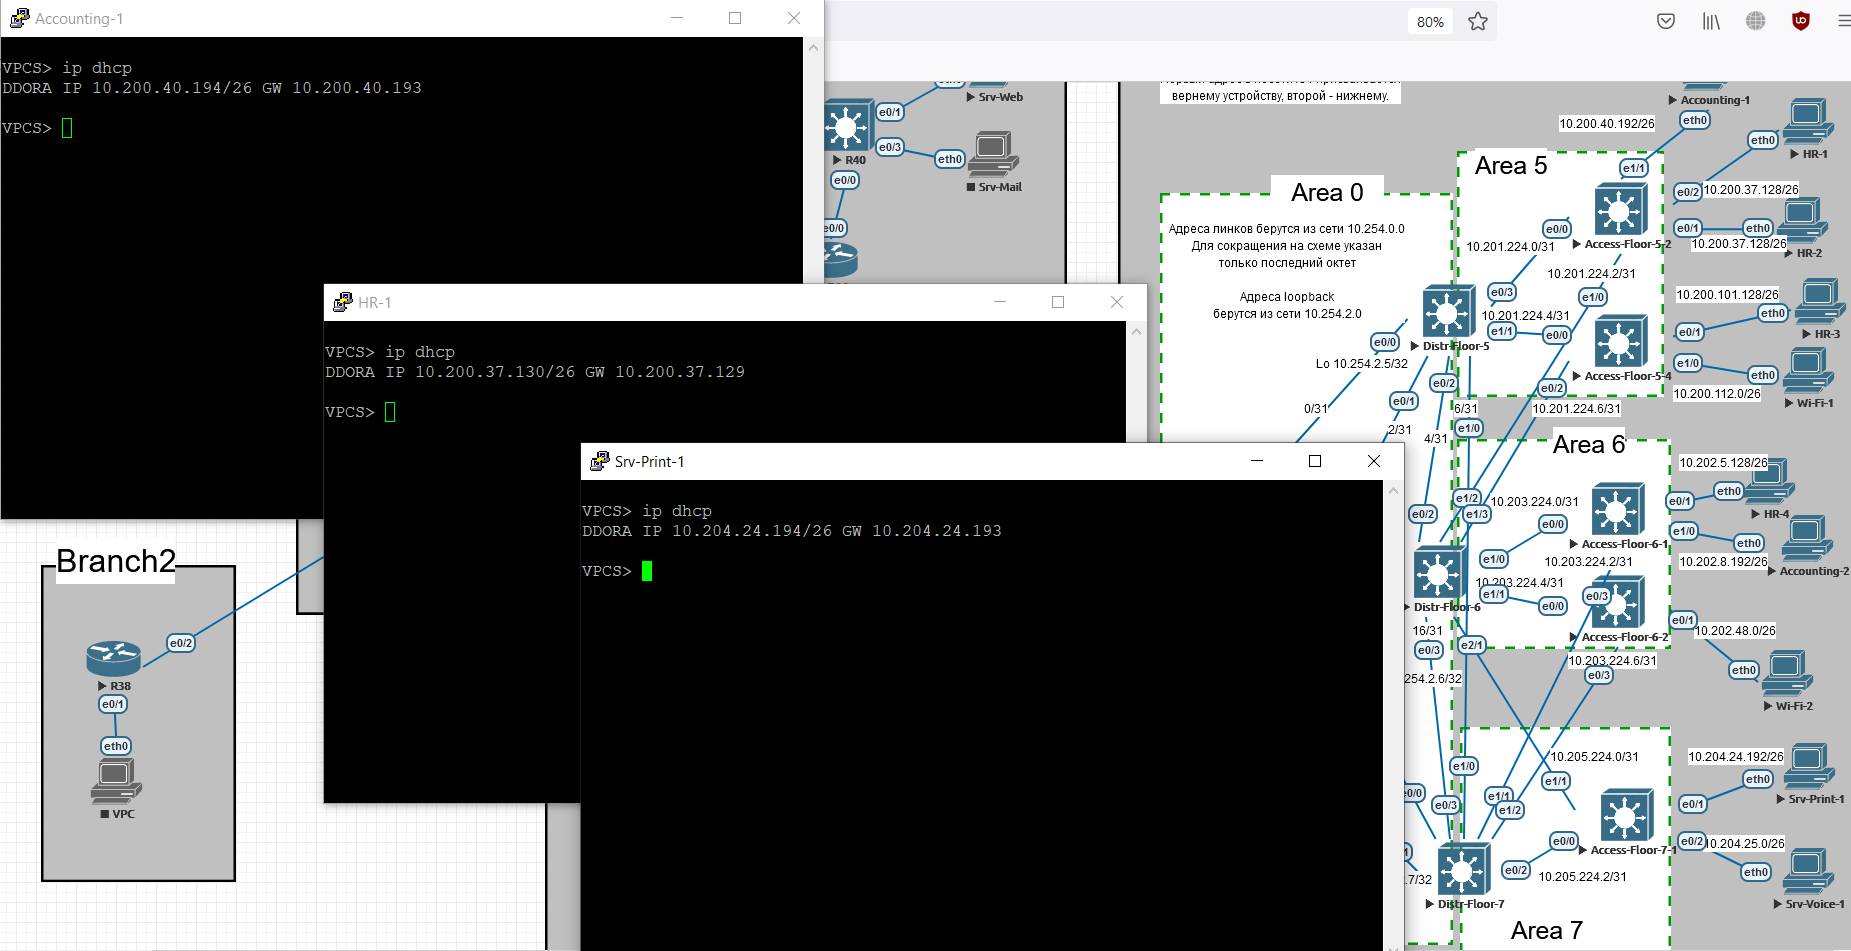 Accounting-1
VPCS> ip dhcp
DDORA IP 10.200.40.194/26 GW 10.200.40.193
VPCS>
HR-1
VPCS> ip dhcp
DDORA IP 10.200.37.130/26 GW 10.200.37.129
VPCS>
Srv-Print-1
VPCS> ip dhcp
DDORA IP 10.204.24.194/26 GW 10.204.24.193
VPCS>
80%
вернему устройству, второй - нижнему.
Srv-Web
e0/1
R40
e0/3
eth0
Srv-Mail
e0/0
e0/0
Branch2
e0/2
R38
e0/1
eth0
VPC
Area 0
Адреса линков берутся из сети 10.254.0.0
Для сокращения на схеме указан
только последний октет
Адреса loopback
берутся из сети 10.254.2.0
e0/0
Distr-Floor-5
Lo 10.254.2.5/32
e0/2
e0/1
0/31
2/31
4/31
6/31
e1/0
Area 5
10.200.40.192/26
Accounting-1
eth0
HR-1
eth0
e1/1
e0/2
10.200.37.128/26
e0/0
10.201.224.0/31
Access-Floor-5-2
e0/1
eth0
10.200.37.128/26
HR-2
10.201.224.2/31
e0/3
e1/0
10.201.224.4/31
e1/1
e0/0
10.200.101.128/26
eth0
e0/1
HR-3
Access-Floor-5-4
e1/0
eth0
e0/2
10.200.112.0/26
Wi-Fi-1
10.201.224.6/31
Area 6
10.202.5.128/26
eth0
e0/1
HR-4
10.203.224.0/31
e1/2
e1/3
e0/2
e0/0
Access-Floor-6-1
e1/0
eth0
10.202.8.192/26
Accounting-2
e1/0
10.203.224.2/31
10.203.224.4/31
e1/1
e0/0
e0/3
Distr-Floor-6
e0/1
10.202.48.0/26
Access-Floor-6-2
16/31
e0/3
e2/1
10.203.224.6/31
e0/3
254.2.6/32
eth0
Wi-Fi-2
10.205.224.0/31
10.204.24.192/26
e1/0
e1/1
eth0
Srv-Print-1
e0/0
e0/3
e1/1
e1/2
e0/1
e0/0
Access-Floor-7-1
e0/2
10.204.25.0/26
eth0
.7/32
e0/2
10.205.224.2/31
Distr-Floor-7
Srv-Voice-1
Area 7